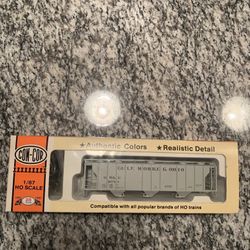 CON-COR
1/87
HO SCALE
★ Authentic Colors ★ Realistic Detail
GULF MOBILE & OHIO
Compatible with all popular brands of HO trains